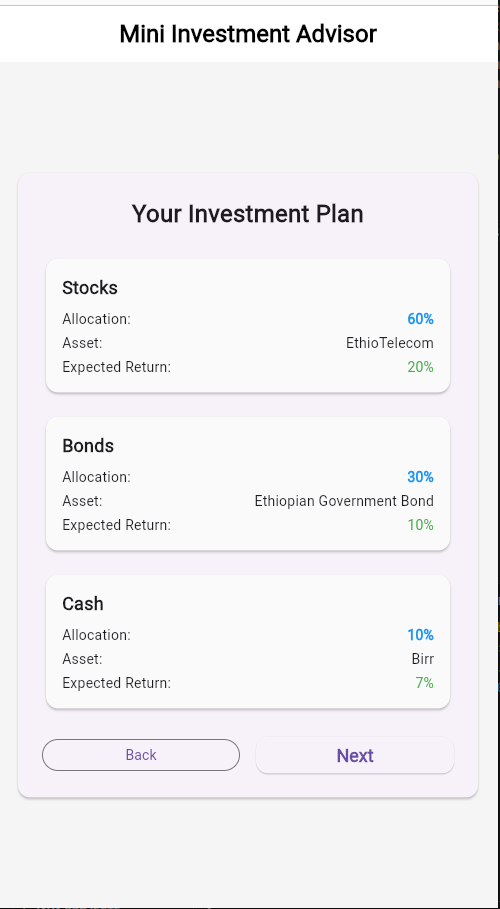 Mini Investment Advisor
Your Investment Plan
Stocks
Allocation: 60%
Asset: EthioTelecom
Expected Return: 20%
Bonds
Allocation: 30%
Asset: Ethiopian Government Bond
Expected Return: 10%
Cash
Allocation: 10%
Asset: Birr
Expected Return: 7%
Back Next